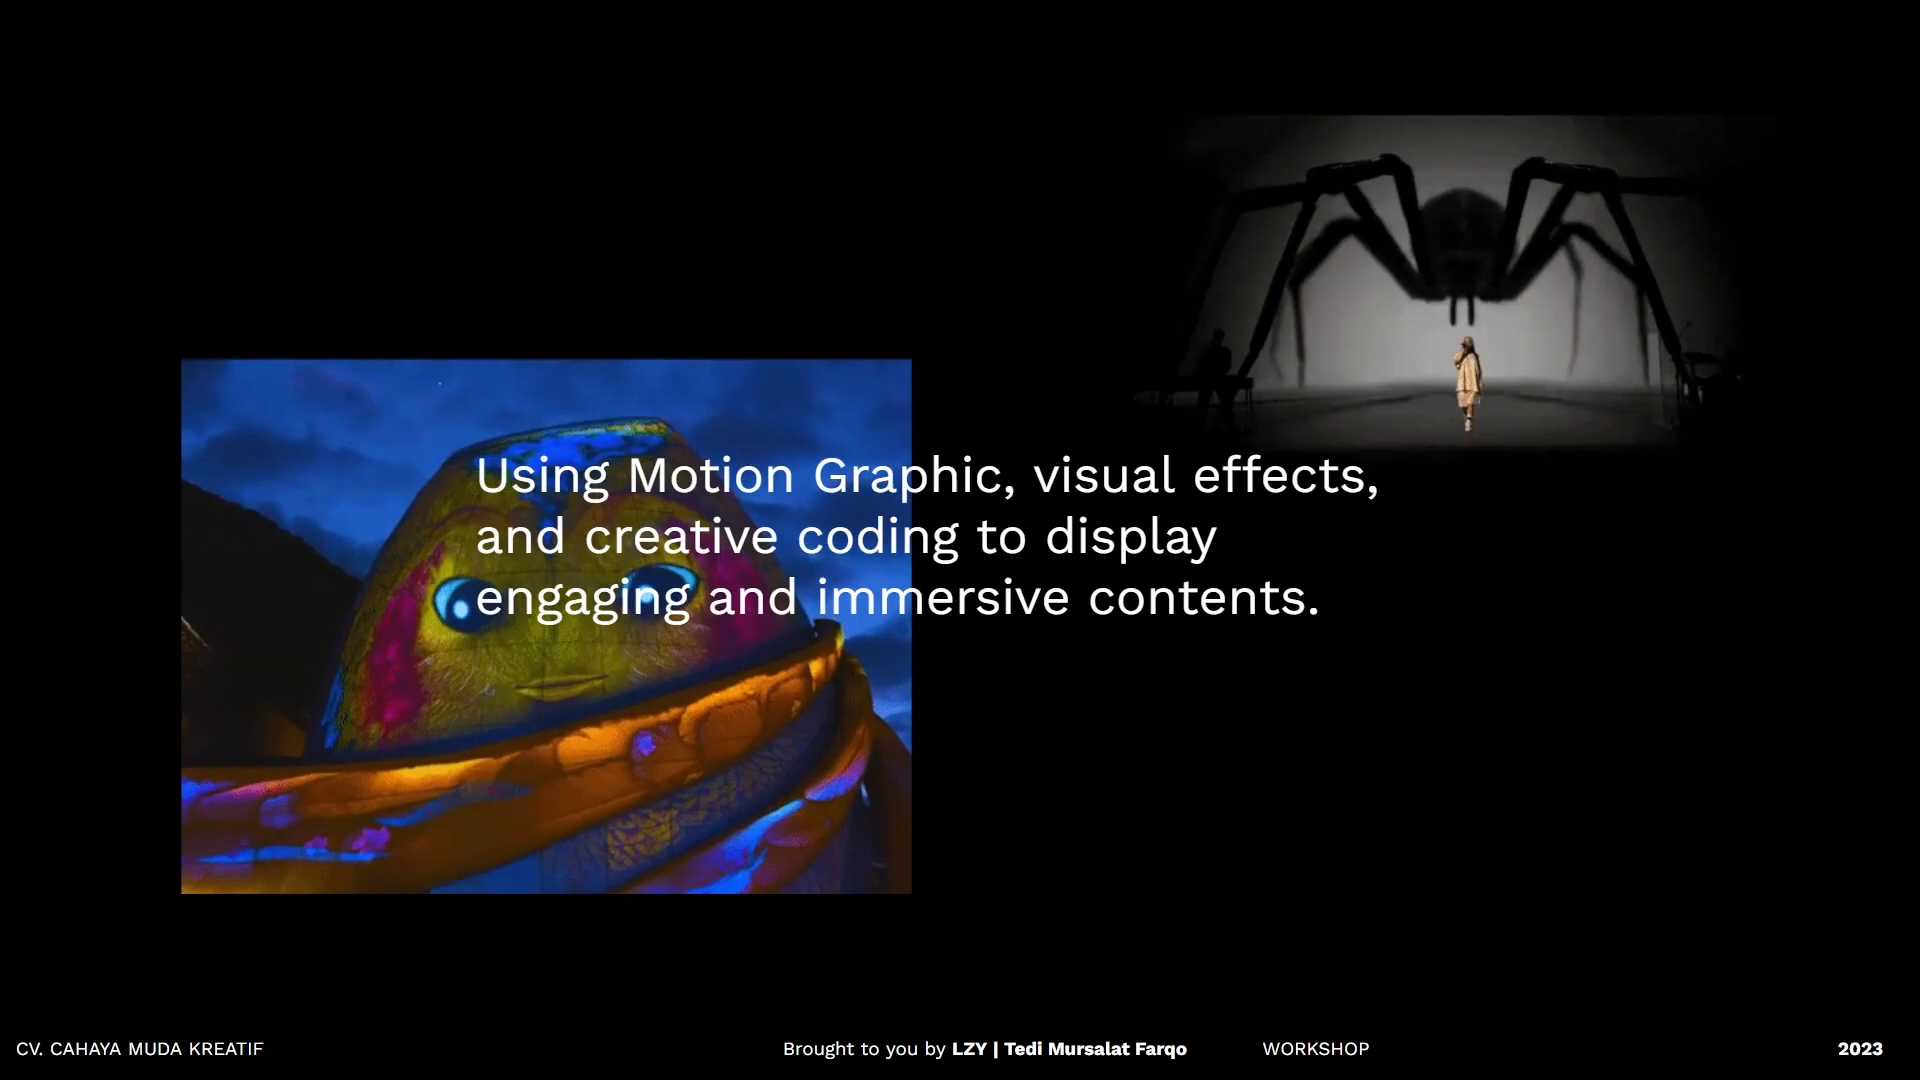 Using Motion Graphic, visual effects,
and creative coding to display
engaging and immersive contents.
CV. CAHAYA MUDA KREATIF
Brought to you by LZY | Tedi Mursalat Farqo
WORKSHOP
2023